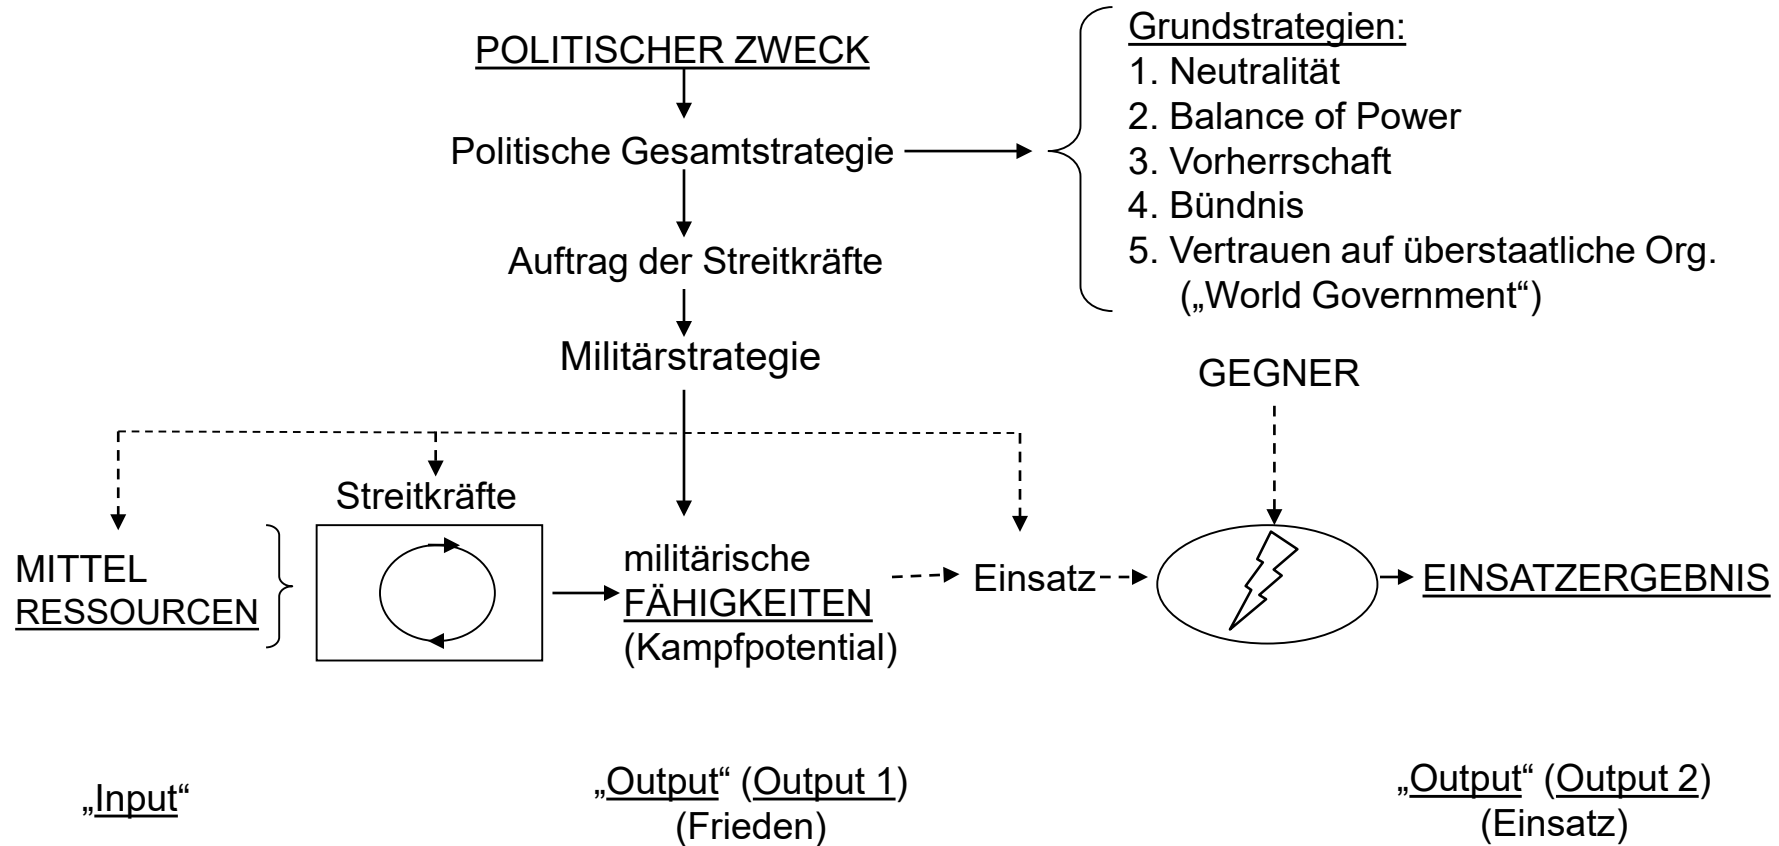 POLITISCHER ZWECK
Politische Gesamtstrategie
Grundstrategien:
1. Neutralität
2. Balance of Power
3. Vorherrschaft
4. Bündnis
5. Vertrauen auf überstaatliche Org.
(„World Government“)
Auftrag der Streitkräfte
Militärstrategie
GEGNER
Streitkräfte
MITTEL
RESSOURCEN
militärische
FÄHIGKEITEN
(Kampfpotential)
Einsatz
EINSATZERGEBNIS
„Input“
„Output“ (Output 1)
(Frieden)
„Output“ (Output 2)
(Einsatz)